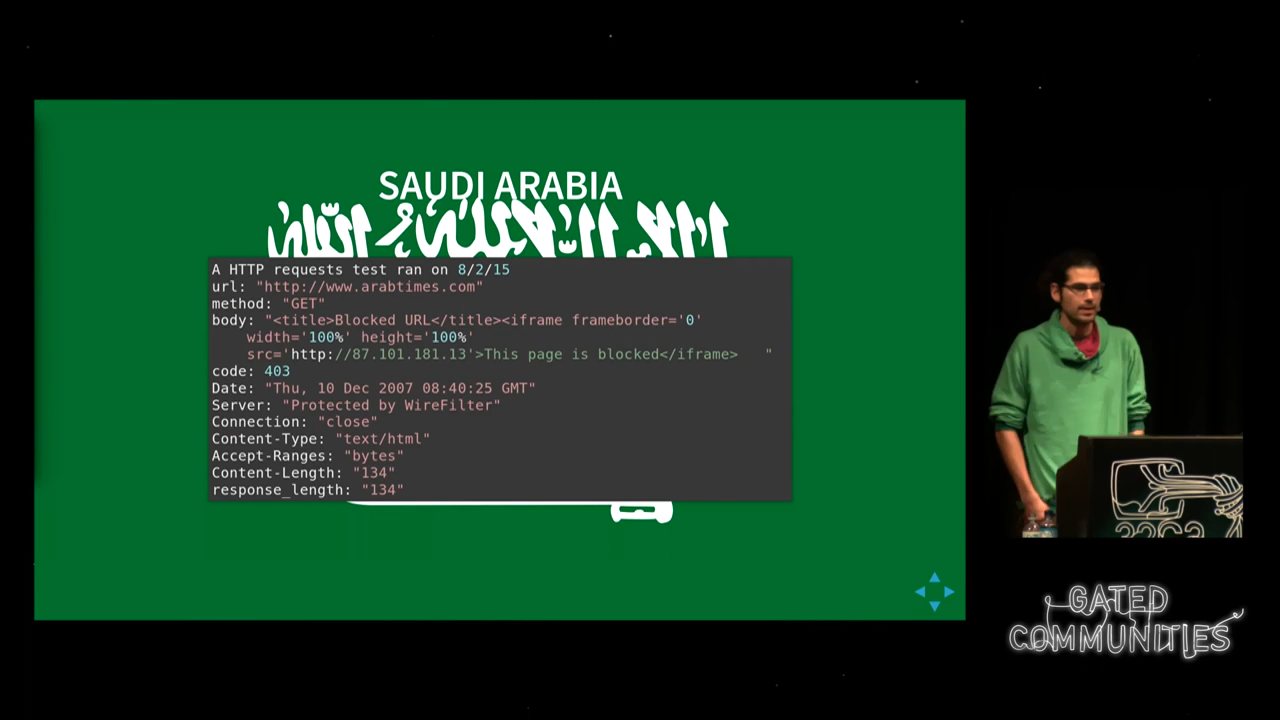 SAUDI ARABIA
A HTTP requests test ran on 8/2/15
url: "http://www.arabtimes.com"
method: "GET"
body: "<title>Blocked URL</title><iframe frameborder='0'
width='100%' height='100%'
src='http://87.101.181.13'>This page is blocked</iframe>   "
code: 403
Date: "Thu, 10 Dec 2007 08:40:25 GMT"
Server: "Protected by WireFilter"
Connection: "close"
Content-Type: "text/html"
Accept-Ranges: "bytes"
Content-Length: "134"
response_length: "134"
32C3
GATED
COMMUNITIES